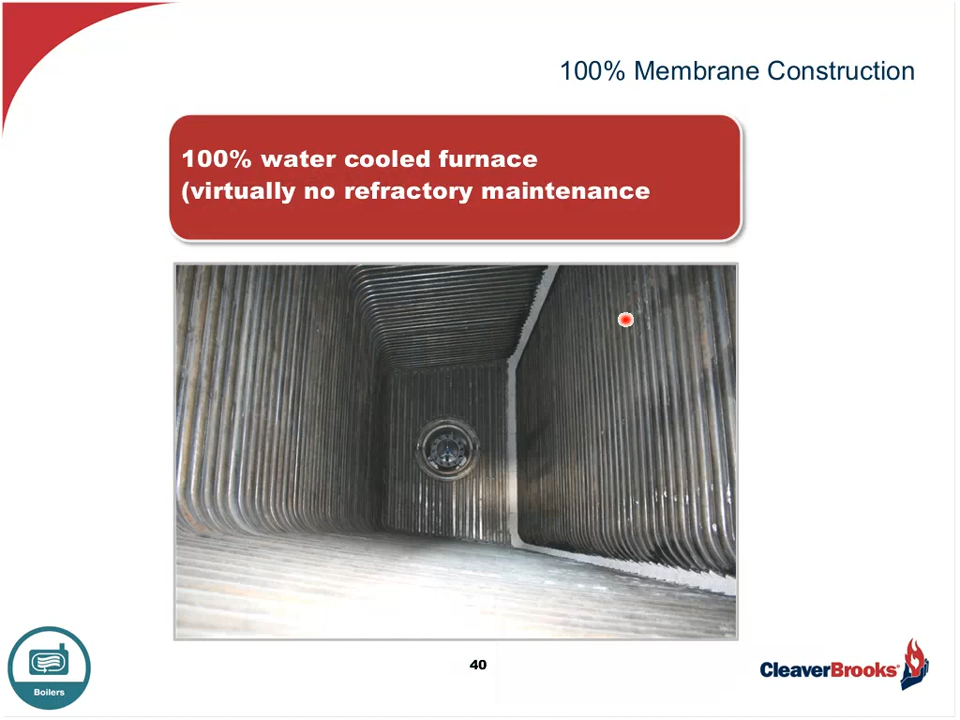 100% Membrane Construction
100% water cooled furnace
(virtually no refractory maintenance
Boilers
40
CleaverBrooks®